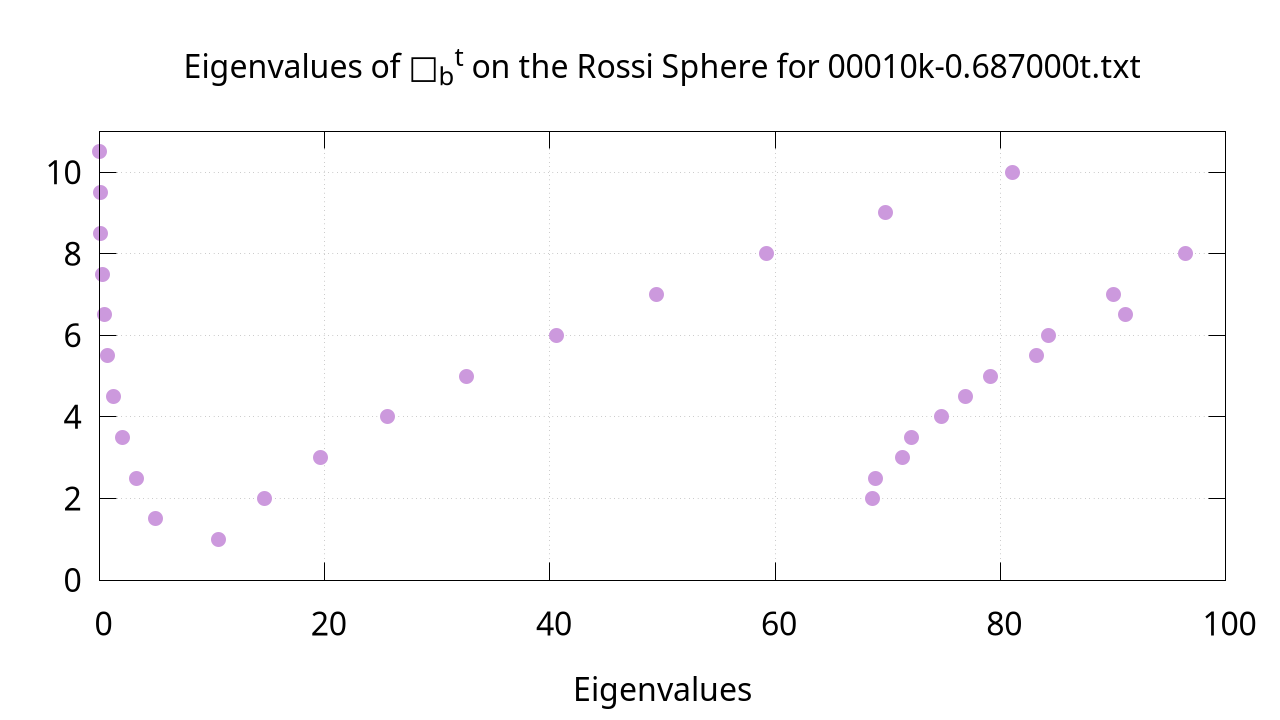 Eigenvalues of □_b^t on the Rossi Sphere for 00010k-0.687000t.txt
10
8
6
4
2
0
0 20 40 60 80 100
Eigenvalues